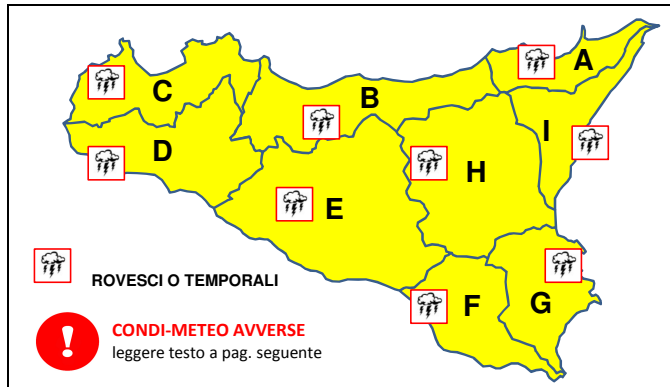 A
C
B
I
D
H
E
F
G
ROVESCI O TEMPORALI
CONDI-METEO AVVERSE
leggere testo a pag. seguente